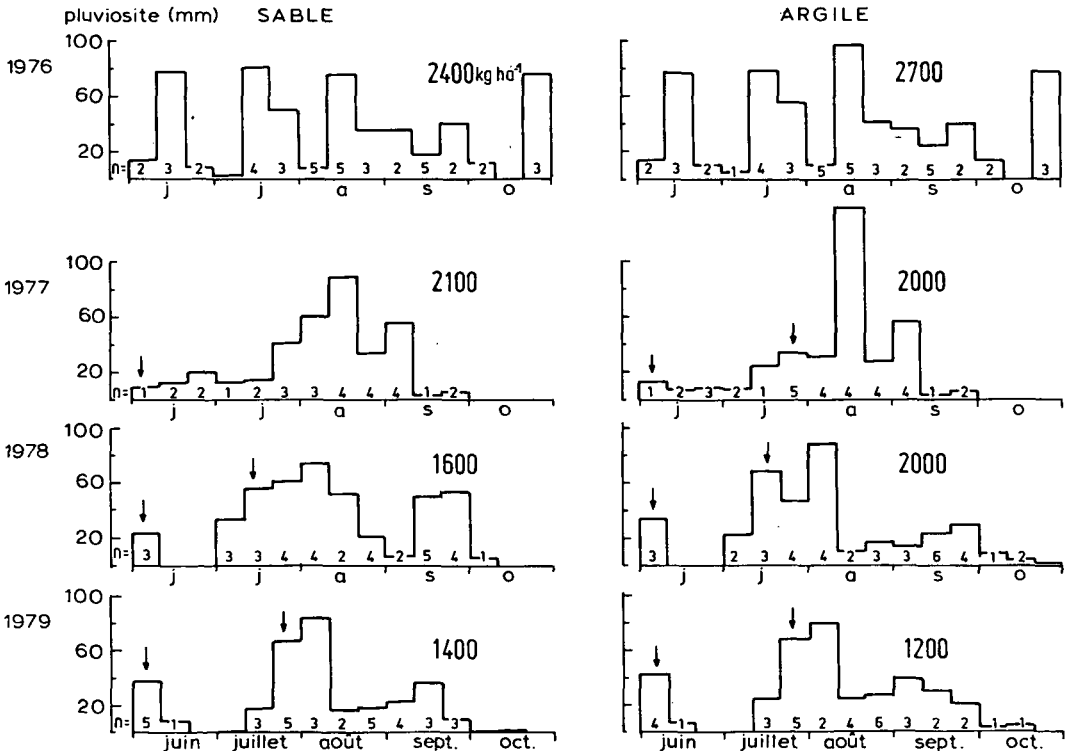 pluviosite (mm) SABLE ARGILE
1976
100
60
20
2400 kg ha⁻¹
n= 2 3 2 4 3 5 5 3 2 5 2 2 3
j j a s o
2700
2 3 2 1 4 3 5 5 3 2 5 2 2 3
j j a s o
1977
100
60
20
2100
n= 1 2 2 1 2 3 3 4 4 4 1 2
j j a s o
2000
1 2 3 2 1 5 4 4 4 4 1 2
j j a s o
1978
100
60
20
1600
n= 3 3 3 4 4 2 4 2 5 4 1
j j a s o
2000
3 2 3 4 4 2 3 3 6 4 1 2
j j a s o
1979
100
60
20
1400
n= 5 1 3 5 3 2 5 4 3 3
juin juillet août sept. oct.
1200
4 1 3 5 2 4 6 3 2 2 1 1
juin juillet août sept. oct.